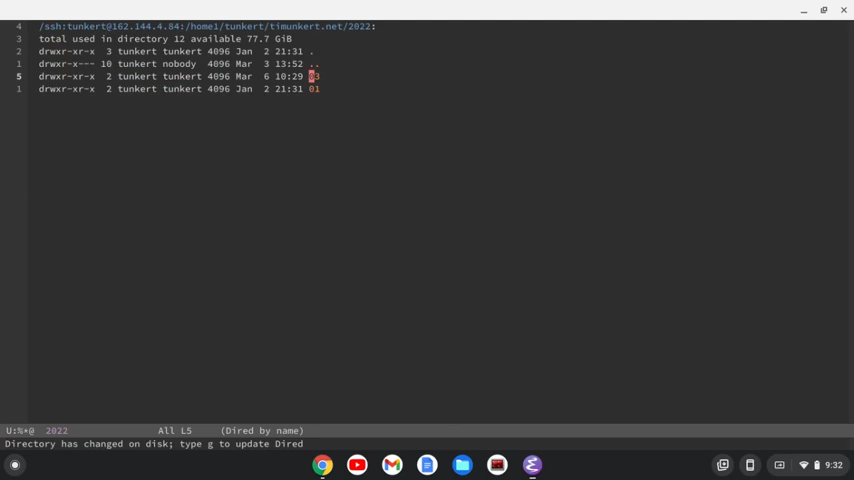 4 /ssh:tunkert@162.144.4.84:/home1/tunkert/timunkert.net/2022:
3 total used in directory 12 available 77.7 GiB
2 drwxr-xr-x  3 tunkert tunkert 4096 Jan  2 21:31 .
1 drwxr-x--- 10 tunkert nobody  4096 Mar  3 13:52 ..
5 drwxr-xr-x  2 tunkert tunkert 4096 Mar  6 10:29 03
1 drwxr-xr-x  2 tunkert tunkert 4096 Jan  2 21:31 01
U:%*@  2022 All L5 (Dired by name)
Directory has changed on disk; type g to update Dired
9:32